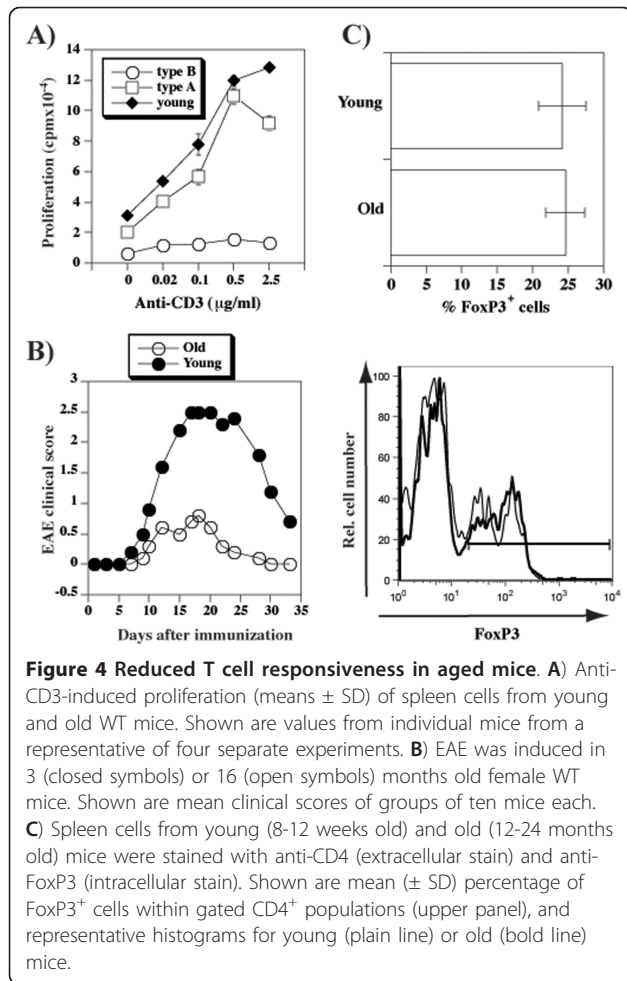 A)
type B
type A
young
14
12
10
8
6
4
2
0
Proliferation (cpmx10⁻⁴)
0 0.02 0.1 0.5 2.5
Anti-CD3 (µg/ml)
C)
Young
Old
0 5 10 15 20 25 30
% FoxP3⁺ cells
B)
Old
Young
3
2.5
2
1.5
1
0.5
0
-0.5
EAE clinical score
0 5 10 15 20 25 30 35
Days after immunization
100
80
60
40
20
0
Rel. cell number
10⁰ 10¹ 10² 10³ 10⁴
FoxP3
Figure 4 Reduced T cell responsiveness in aged mice. A) Anti-
CD3-induced proliferation (means ± SD) of spleen cells from young
and old WT mice. Shown are values from individual mice from a
representative of four separate experiments. B) EAE was induced in
3 (closed symbols) or 16 (open symbols) months old female WT
mice. Shown are mean clinical scores of groups of ten mice each.
C) Spleen cells from young (8-12 weeks old) and old (12-24 months
old) mice were stained with anti-CD4 (extracellular stain) and anti-
FoxP3 (intracellular stain). Shown are mean (± SD) percentage of
FoxP3⁺ cells within gated CD4⁺ populations (upper panel), and
representative histograms for young (plain line) or old (bold line)
mice.